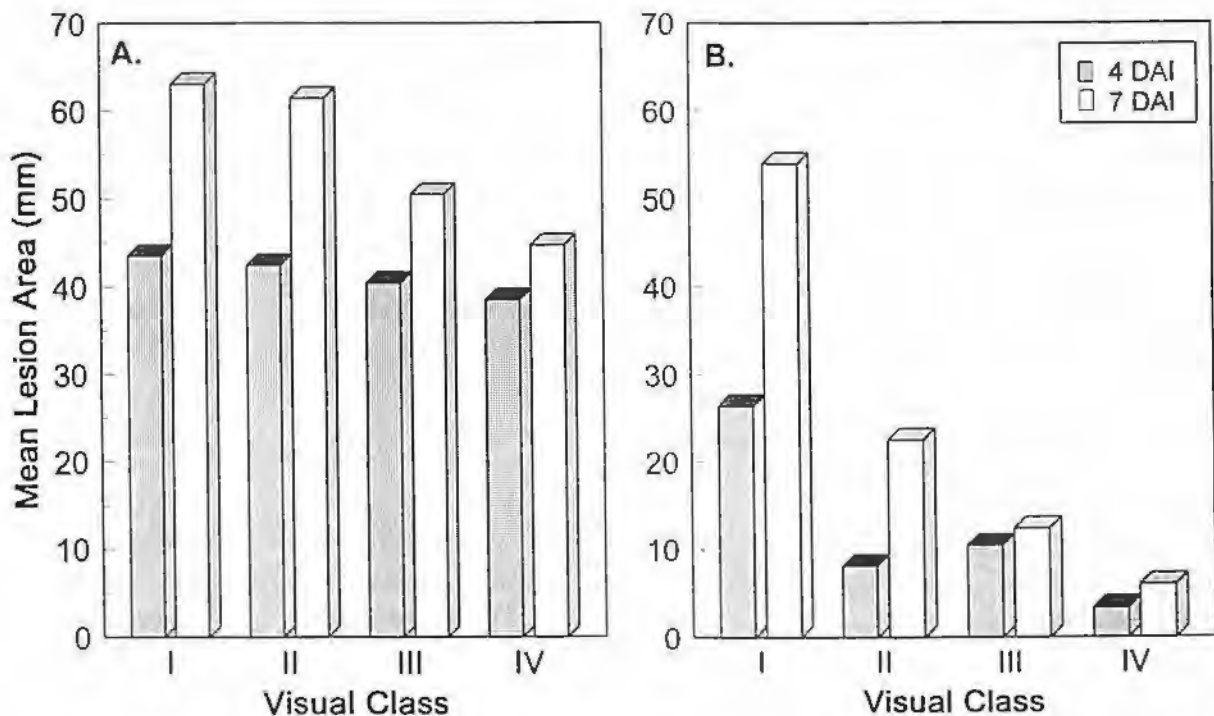 A.
70
60
50
40
30
20
10
0
Mean Lesion Area (mm)
I II III IV
Visual Class
B.
4 DAI
7 DAI
70
60
50
40
30
20
10
0
I II III IV
Visual Class